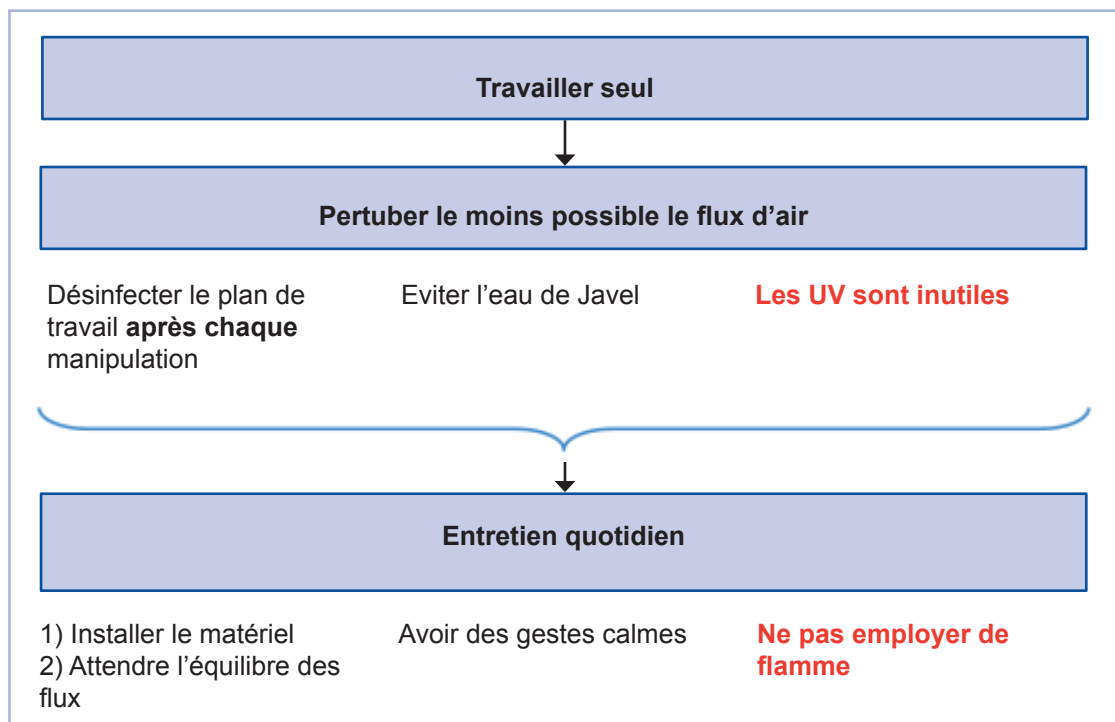 Travailler seul
Pertuber le moins possible le flux d'air
Désinfecter le plan de
travail après chaque
manipulation
Eviter l'eau de Javel
Les UV sont inutiles
Entretien quotidien
1) Installer le matériel
2) Attendre l'équilibre des
flux
Avoir des gestes calmes
Ne pas employer de
flamme